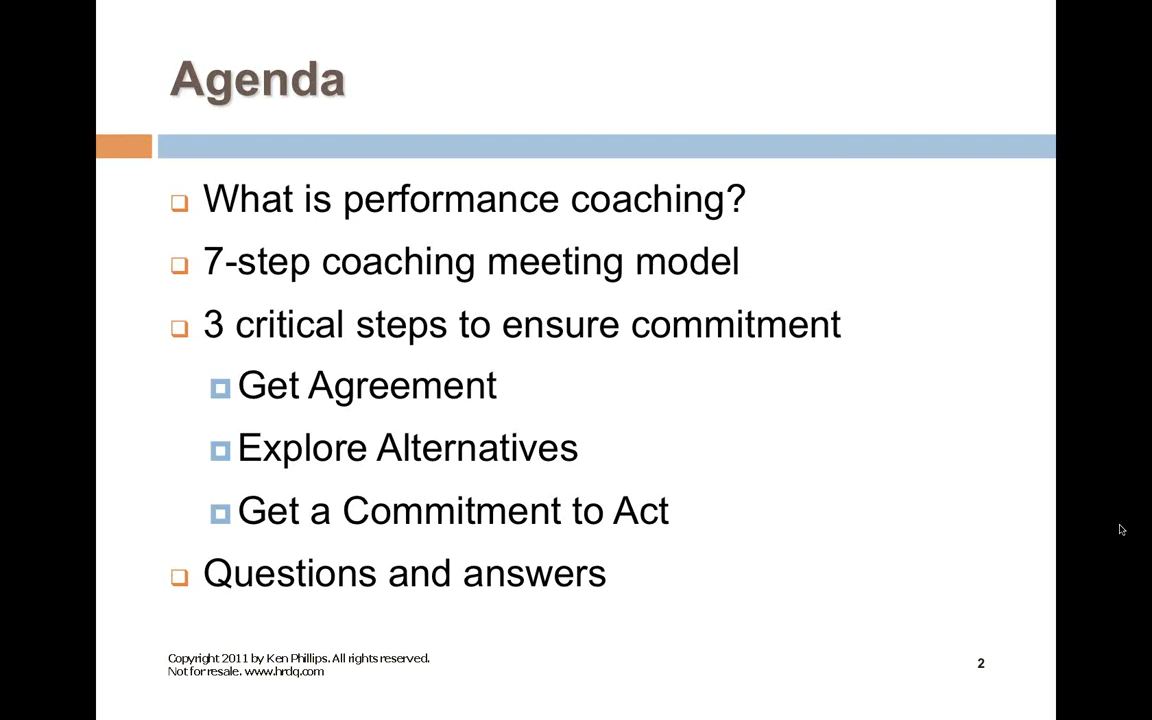 Agenda
What is performance coaching?
7-step coaching meeting model
3 critical steps to ensure commitment
Get Agreement
Explore Alternatives
Get a Commitment to Act
Questions and answers
Copyright 2011 by Ken Phillips. All rights reserved.
Not for resale. www.hrdq.com
2